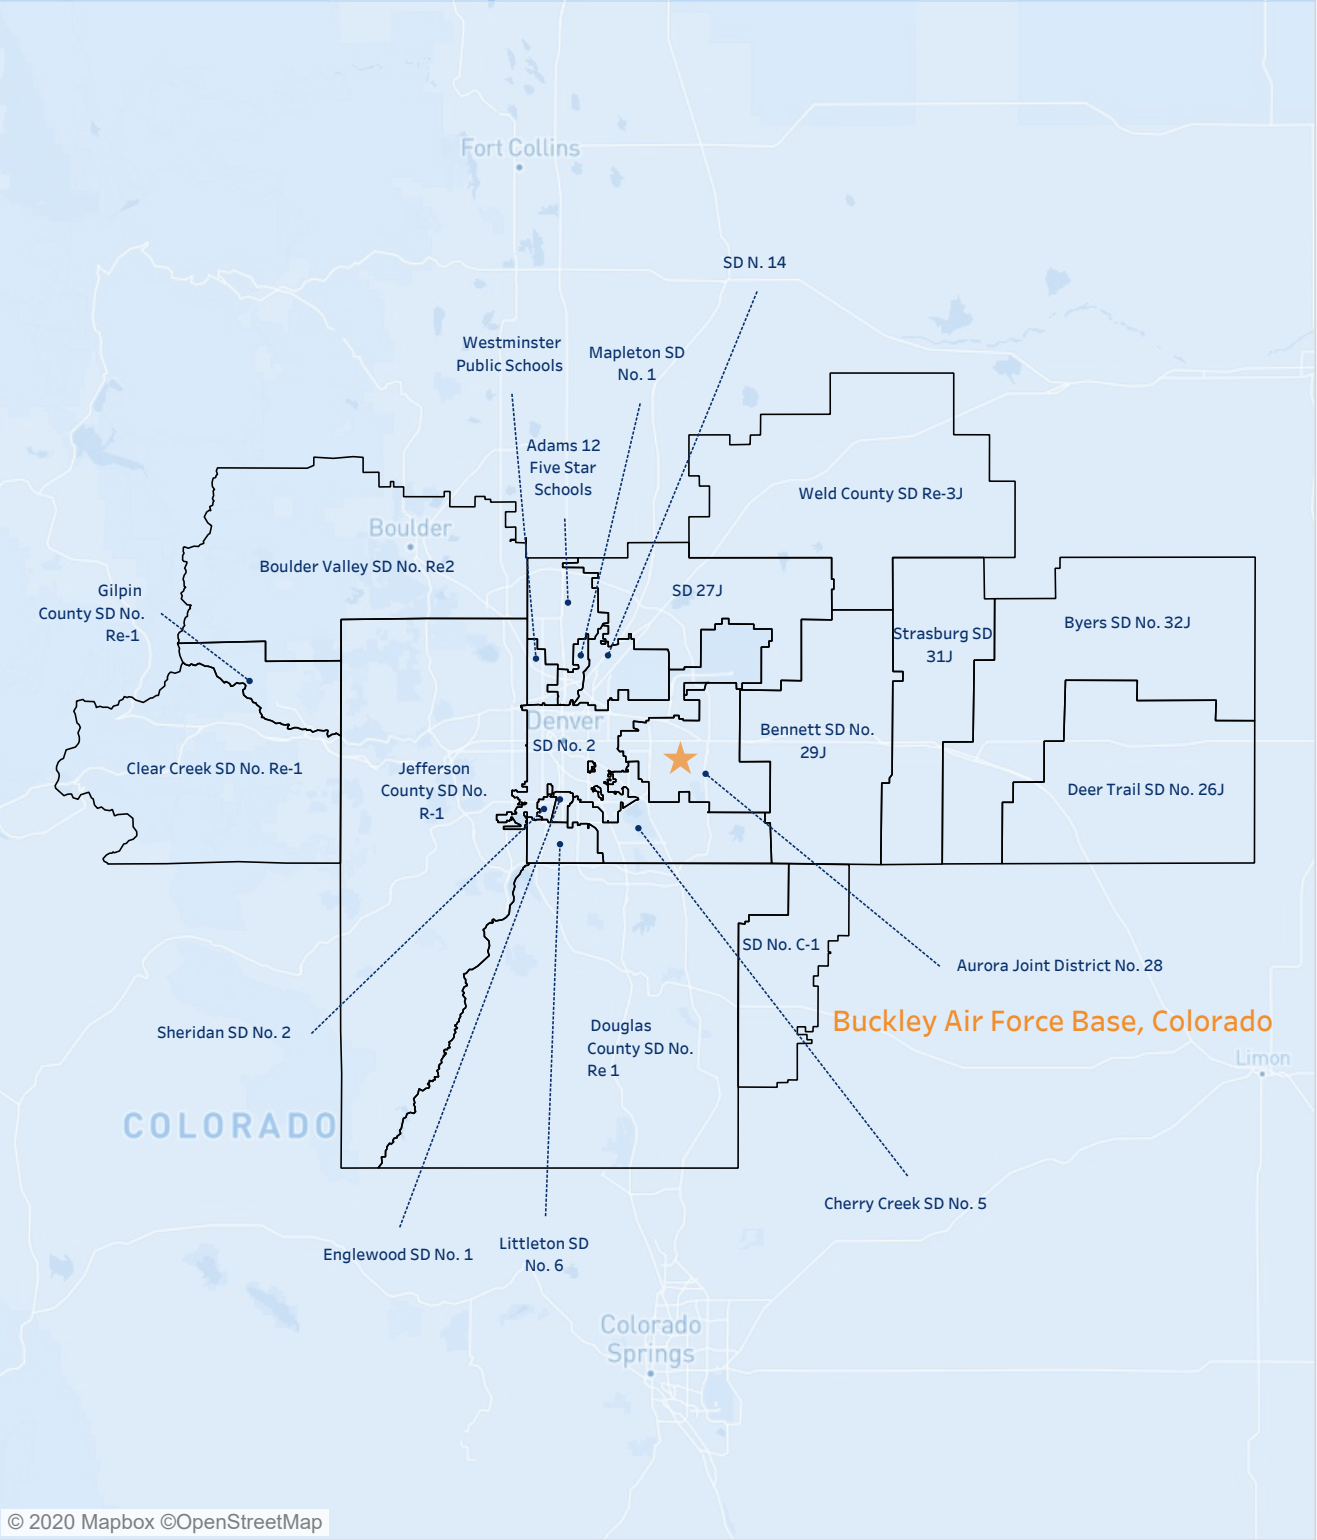 Fort Collins
SD N. 14
Westminster
Public Schools
Mapleton SD
No. 1
Adams 12
Five Star
Schools
Weld County SD Re-3J
Boulder
Boulder Valley SD No. Re2
Gilpin
County SD No.
Re-1
SD 27J
Strasburg SD
31J
Byers SD No. 32J
Denver
SD No. 2
Bennett SD No.
29J
Clear Creek SD No. Re-1
Jefferson
County SD No.
R-1
Deer Trail SD No. 26J
SD No. C-1
Aurora Joint District No. 28
Buckley Air Force Base, Colorado
Sheridan SD No. 2
Douglas
County SD No.
Re 1
Limon
COLORADO
Cherry Creek SD No. 5
Englewood SD No. 1
Littleton SD
No. 6
Colorado
Springs
© 2020 Mapbox ©OpenStreetMap